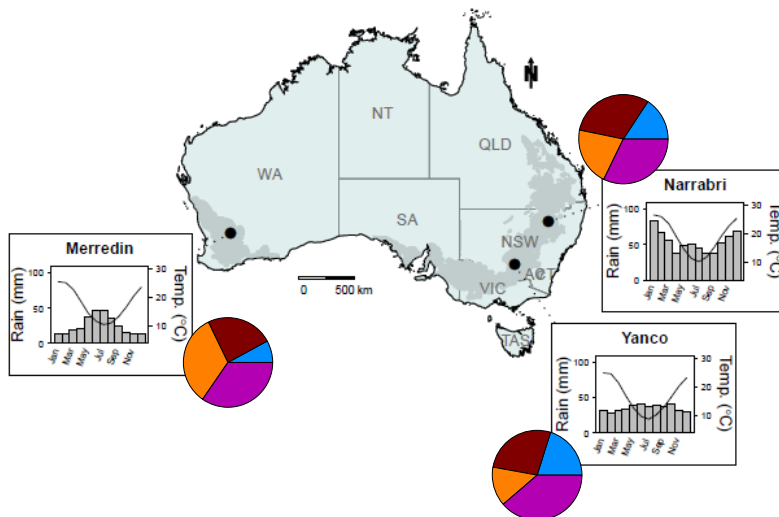 N
NT
QLD
WA
SA
NSW
ACT
VIC
TAS
0 500 km
Narrabri
Rain (mm)
100
50
0
30
20
10
Temp. (°C)
Jan
Mar
May
Jul
Sep
Nov
Merredin
Rain (mm)
100
50
0
30
20
10
Temp. (°C)
Jan
Mar
May
Jul
Sep
Nov
Yanco
Rain (mm)
100
50
0
30
20
10
Temp. (°C)
Jan
Mar
May
Jul
Sep
Nov